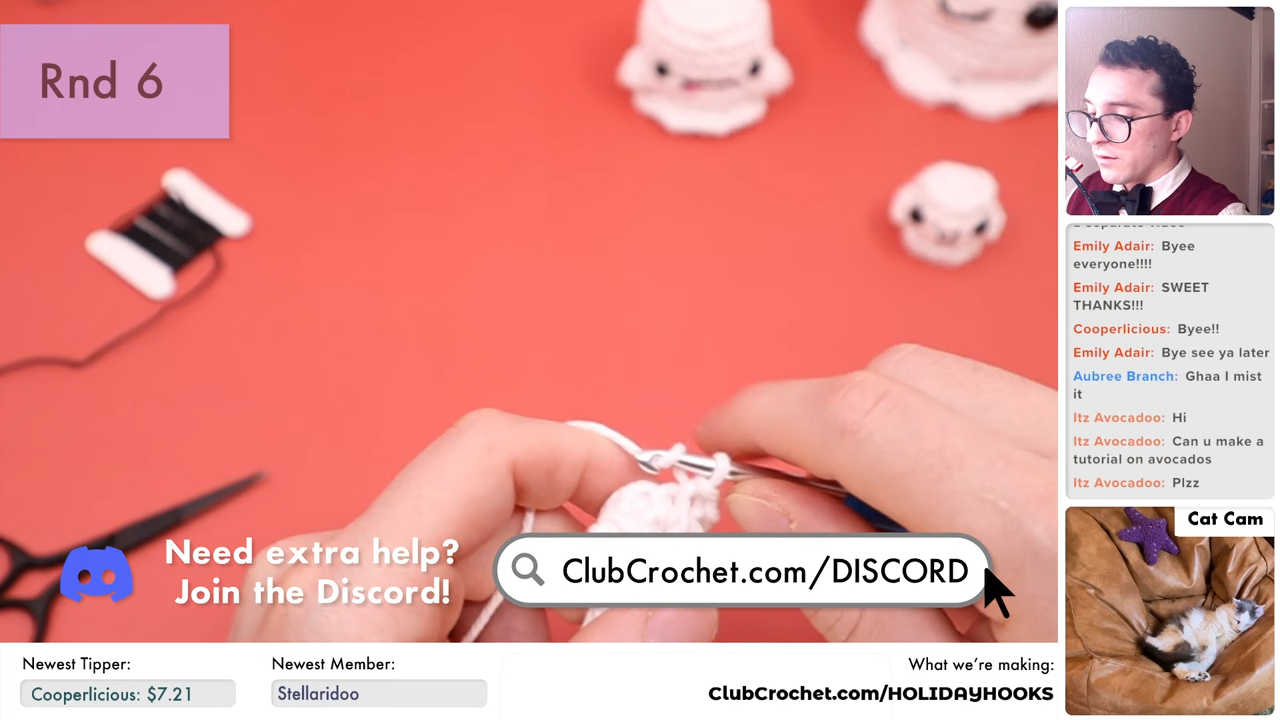 Rnd 6
Need extra help?
Join the Discord!
ClubCrochet.com/DISCORD
Newest Tipper:
Cooperlicious: $7.21
Newest Member:
Stellaridoo
What we're making:
ClubCrochet.com/HOLIDAYHOOKS
a separate video
Emily Adair: Byee
everyone!!!!
Emily Adair: SWEET
THANKS!!!
Cooperlicious: Byee!!
Emily Adair: Bye see ya later
Aubree Branch: Ghaa I mist
it
Itz Avocadoo: Hi
Itz Avocadoo: Can u make a
tutorial on avocados
Itz Avocadoo: Plzz
Cat Cam